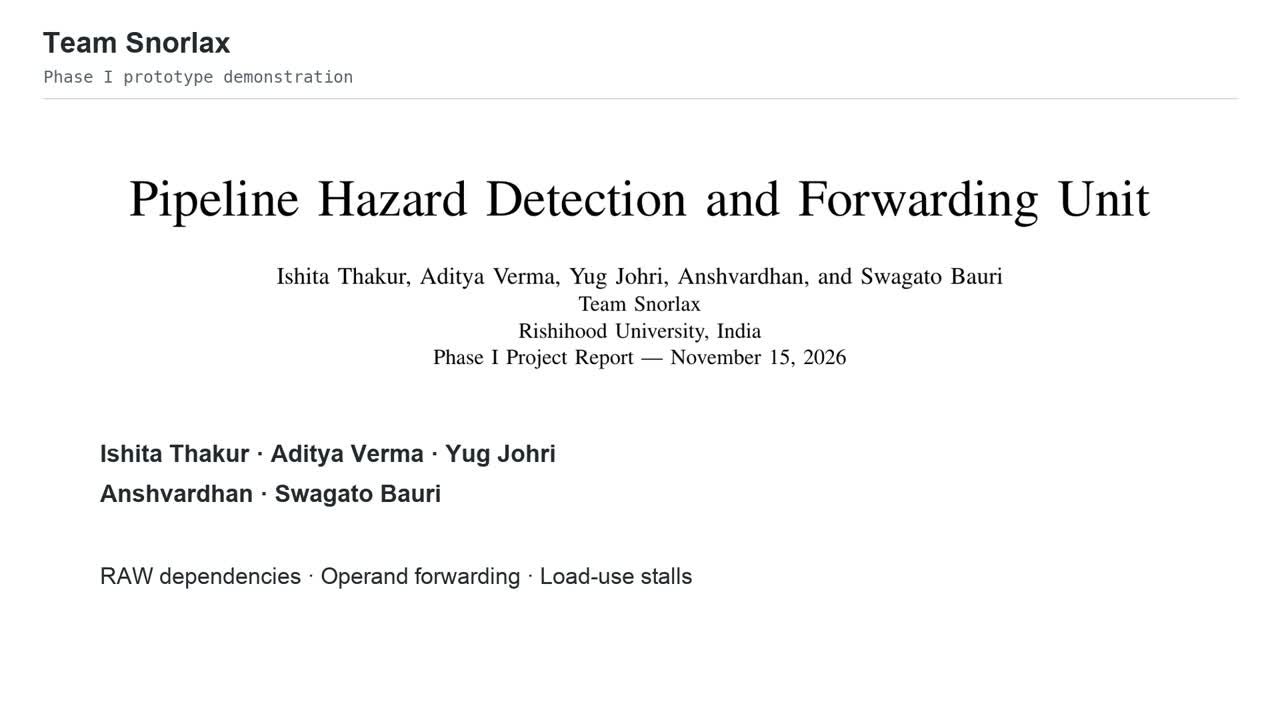 Team Snorlax
Phase I prototype demonstration
Pipeline Hazard Detection and Forwarding Unit
Ishita Thakur, Aditya Verma, Yug Johri, Anshvardhan, and Swagato Bauri
Team Snorlax
Rishihood University, India
Phase I Project Report — November 15, 2026
Ishita Thakur · Aditya Verma · Yug Johri
Anshvardhan · Swagato Bauri
RAW dependencies · Operand forwarding · Load-use stalls